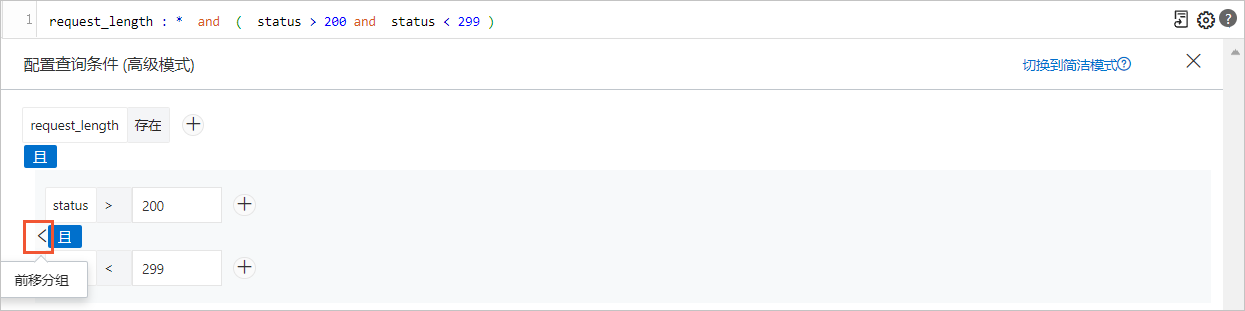 1 request_length : * and ( status > 200 and status < 299 )
配置查询条件 (高级模式)
切换到简洁模式
request_length 存在
且
status > 200
且
< 299
前移分组